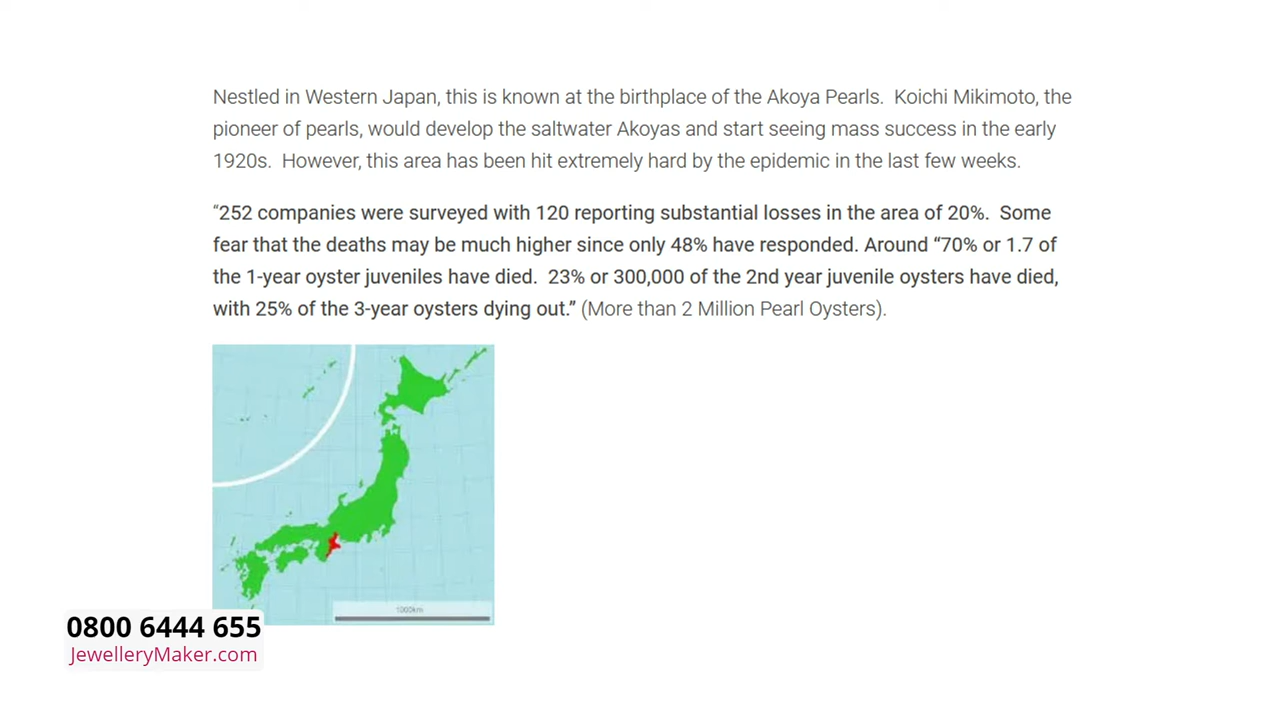 Nestled in Western Japan, this is known at the birthplace of the Akoya Pearls.  Koichi Mikimoto, the
pioneer of pearls, would develop the saltwater Akoyas and start seeing mass success in the early
1920s.  However, this area has been hit extremely hard by the epidemic in the last few weeks.
“252 companies were surveyed with 120 reporting substantial losses in the area of 20%.  Some
fear that the deaths may be much higher since only 48% have responded. Around “70% or 1.7 of
the 1-year oyster juveniles have died.  23% or 300,000 of the 2nd year juvenile oysters have died,
with 25% of the 3-year oysters dying out.” (More than 2 Million Pearl Oysters).
1000km
0800 6444 655
JewelleryMaker.com